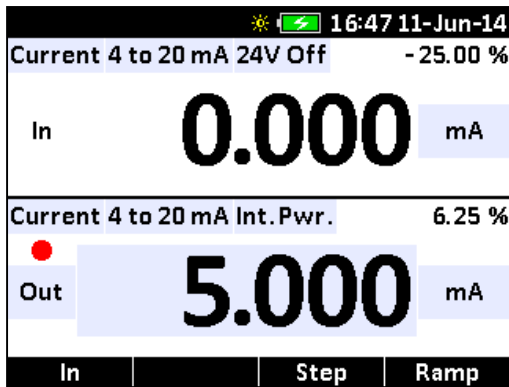 16:47 11-Jun-14
Current 4 to 20 mA 24V Off -25.00 %
In 0.000 mA
Current 4 to 20 mA Int.Pwr. 6.25 %
Out 5.000 mA
In Step Ramp